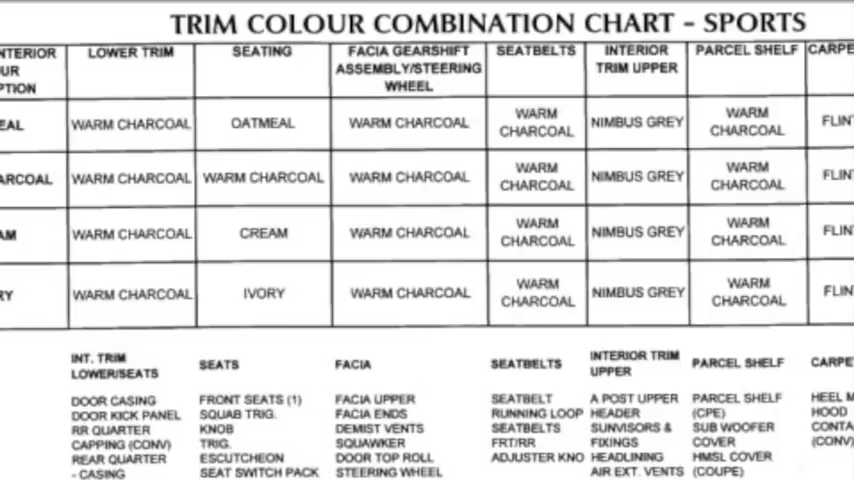 TRIM COLOUR COMBINATION CHART - SPORTS
NTERIOR LOWER TRIM SEATING FACIA GEARSHIFT SEATBELTS INTERIOR PARCEL SHELF CARPE
UR ASSEMBLY/STEERING TRIM UPPER
PTION WHEEL
EAL WARM CHARCOAL OATMEAL WARM CHARCOAL WARM CHARCOAL NIMBUS GREY WARM CHARCOAL FLIN
ARCOAL WARM CHARCOAL WARM CHARCOAL WARM CHARCOAL WARM CHARCOAL NIMBUS GREY WARM CHARCOAL FLIN
AM WARM CHARCOAL CREAM WARM CHARCOAL WARM CHARCOAL NIMBUS GREY WARM CHARCOAL FLIN
RY WARM CHARCOAL IVORY WARM CHARCOAL WARM CHARCOAL NIMBUS GREY WARM CHARCOAL FLIN
INT. TRIM SEATS FACIA SEATBELTS INTERIOR TRIM PARCEL SHELF CARPE
LOWER/SEATS UPPER
DOOR CASING FRONT SEATS (1) FACIA UPPER SEATBELT A POST UPPER PARCEL SHELF HEEL M
DOOR KICK PANEL SQUAB TRIG. FACIA ENDS RUNNING LOOP HEADER (CPE) HOOD
RR QUARTER KNOB DEMIST VENTS SEATBELTS SUNVISORS & SUB WOOFER CONTA
CAPPING (CONV) TRIG. SQUAWKER FRT/RR FIXINGS COVER (CONV)
REAR QUARTER ESCUTCHEON DOOR TOP ROLL ADJUSTER KNO HEADLINING HMSL COVER
- CASING SEAT SWITCH PACK STEERING WHEEL AIR EXT. VENTS (COUPE)